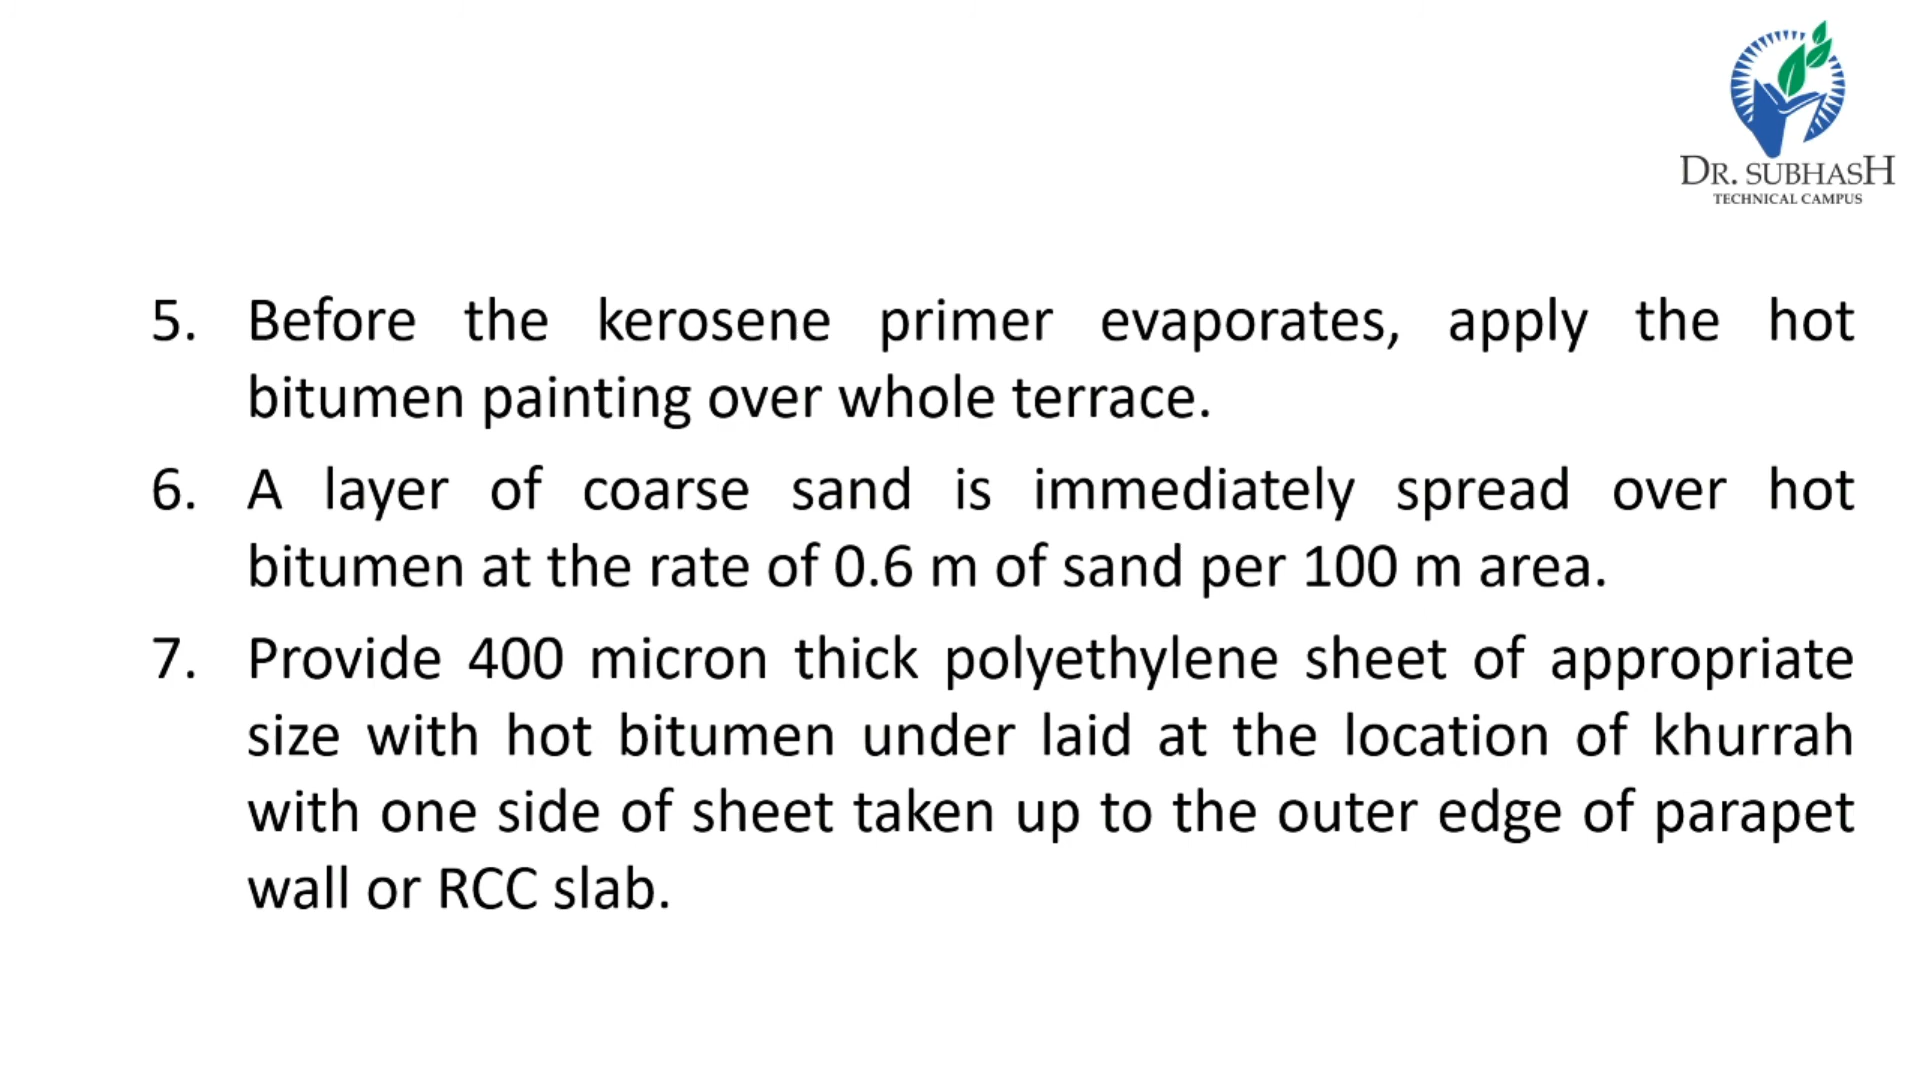 DR. SUBHASH
TECHNICAL CAMPUS
5. Before the kerosene primer evaporates, apply the hot
bitumen painting over whole terrace.
6. A layer of coarse sand is immediately spread over hot
bitumen at the rate of 0.6 m of sand per 100 m area.
7. Provide 400 micron thick polyethylene sheet of appropriate
size with hot bitumen under laid at the location of khurrah
with one side of sheet taken up to the outer edge of parapet
wall or RCC slab.